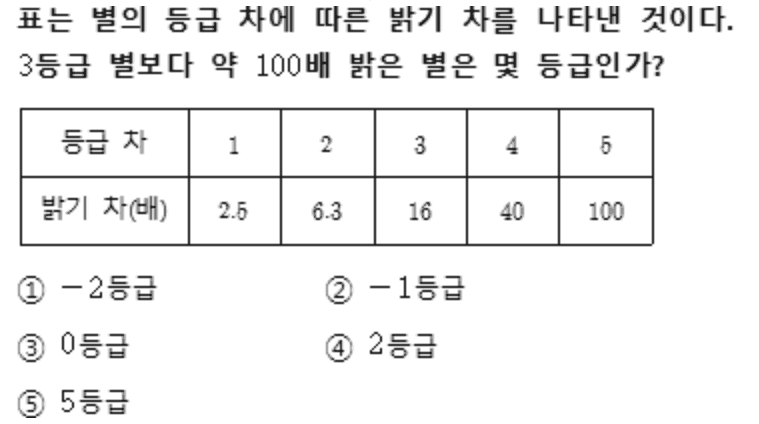 표는 별의 등급 차에 따른 밝기 차를 나타낸 것이다.
3등급 별보다 약 100배 밝은 별은 몇 등급인가?
등급 차 1 2 3 4 5
밝기 차(배) 2.5 6.3 16 40 100
① -2등급 ② -1등급
③ 0등급 ④ 2등급
⑤ 5등급